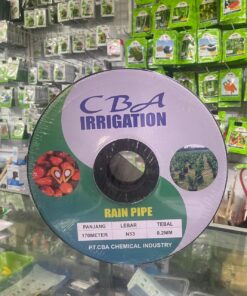 CBA
IRRIGATION
RAIN PIPE
PANJANG LEBAR TEBAL
170METER N53 0.2MM
PT.CBA CHEMICAL INDUSTRY